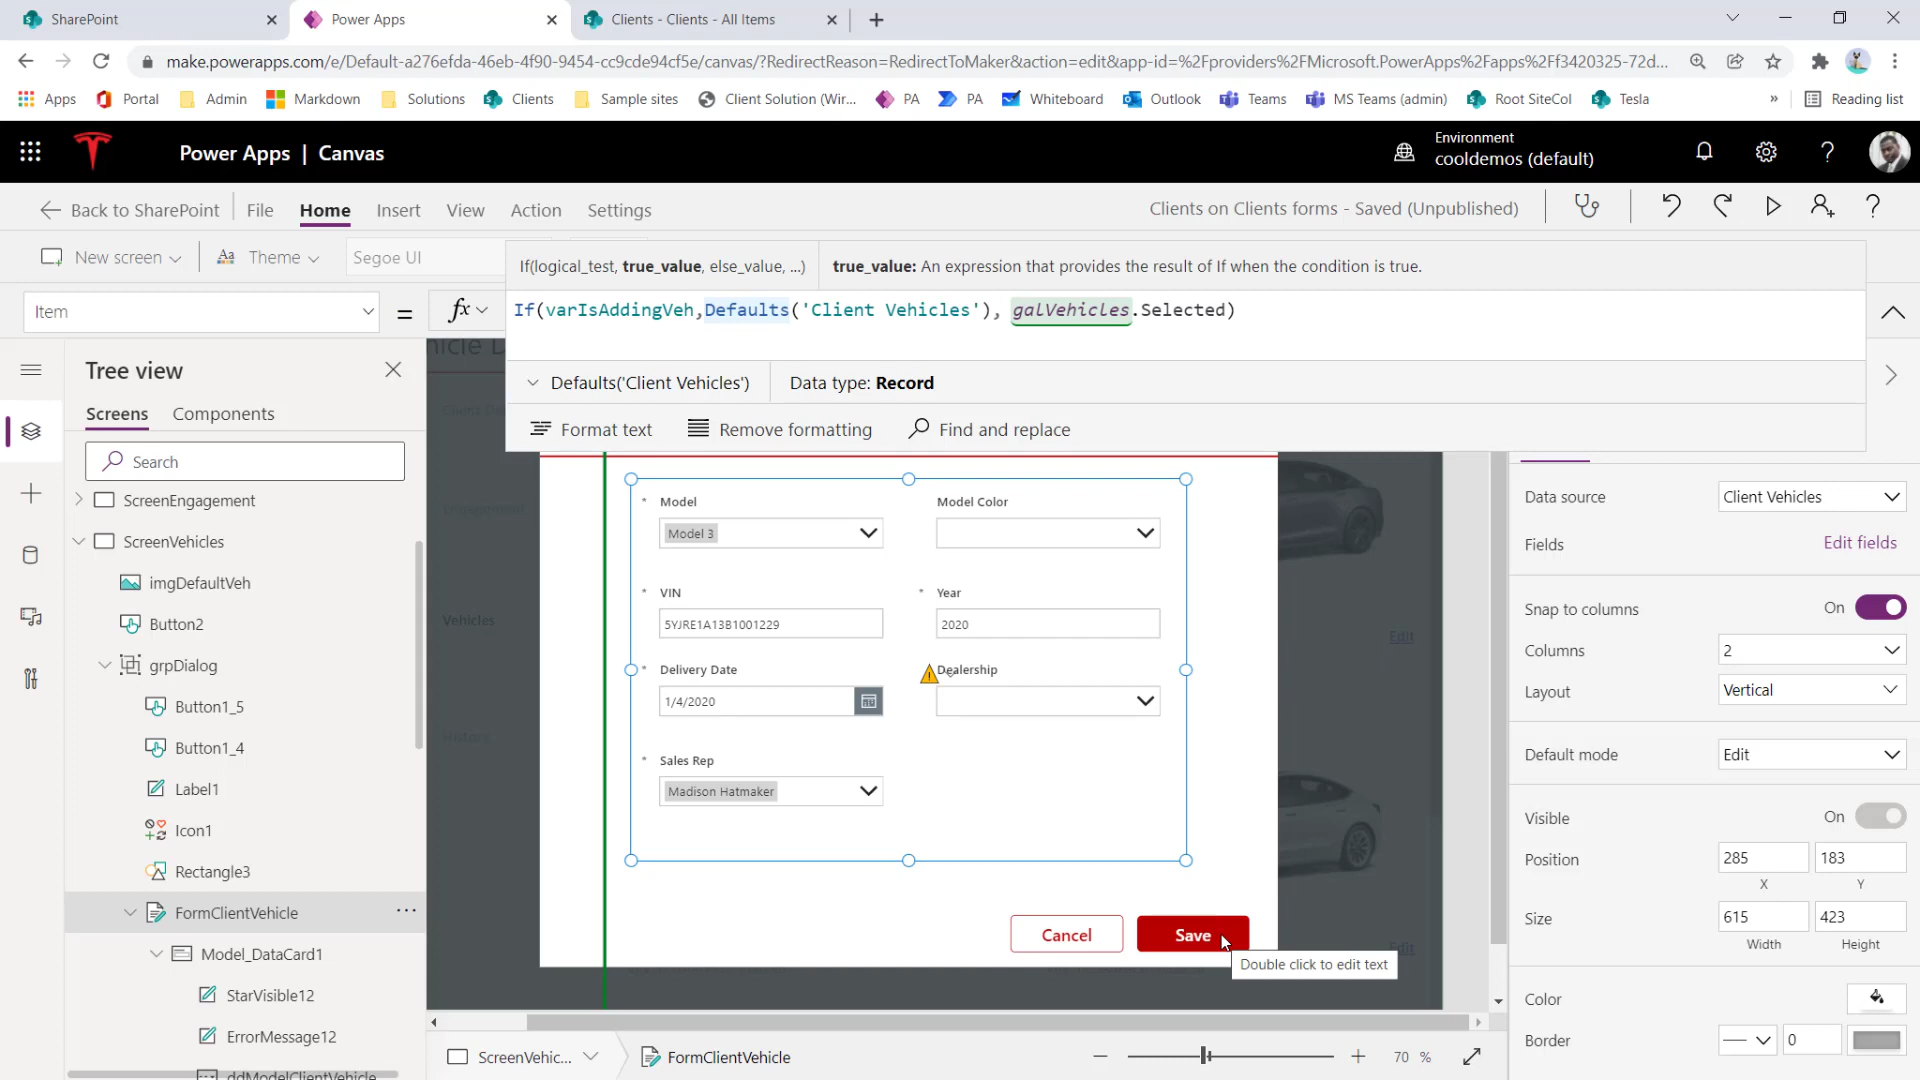 SharePoint
Power Apps
Clients - Clients - All Items
make.powerapps.com/e/Default-a276efda-46eb-4f90-9454-cc9cde94cf5e/canvas/?RedirectReason=RedirectToMaker&action=edit&app-id=%2Fproviders%2FMicrosoft.PowerApps%2Fapps%2Ff3420325-72d...
Apps
Portal
Admin
Markdown
Solutions
Clients
Sample sites
Client Solution (Wir...
PA
PA
Whiteboard
Outlook
Teams
MS Teams (admin)
Root SiteCol
Tesla
»
Reading list
Power Apps | Canvas
Environment
cooldemos (default)
Back to SharePoint
File
Home
Insert
View
Action
Settings
Clients on Clients forms - Saved (Unpublished)
New screen
Theme
Segoe UI
If(logical_test, true_value, else_value, ...)
true_value: An expression that provides the result of If when the condition is true.
Item
=
fx
If(varIsAddingVeh,Defaults('Client Vehicles'), galVehicles.Selected)
Defaults('Client Vehicles')
Data type: Record
Format text
Remove formatting
Find and replace
Tree view
Screens
Components
Search
ScreenEngagement
ScreenVehicles
imgDefaultVeh
Button2
grpDialog
Button1_5
Button1_4
Label1
Icon1
Rectangle3
FormClientVehicle
...
Model_DataCard1
StarVisible12
ErrorMessage12
ddModelClientVehicle
Vehicles
History
Edit
Edit
* Model
Model 3
Model Color
* VIN
5YJRE1A13B1001229
* Year
2020
* Delivery Date
1/4/2020
Dealership
* Sales Rep
Madison Hatmaker
Cancel
Save
Double click to edit text
Data source
Client Vehicles
Fields
Edit fields
Snap to columns
On
Columns
2
Layout
Vertical
Default mode
Edit
Visible
On
Position
285
183
X
Y
Size
615
423
Width
Height
Color
Border
0
ScreenVehic...
FormClientVehicle
70 %